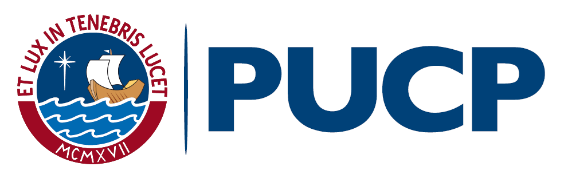 ET LUX IN TENEBRIS LUCET
MCMXVII
PUCP